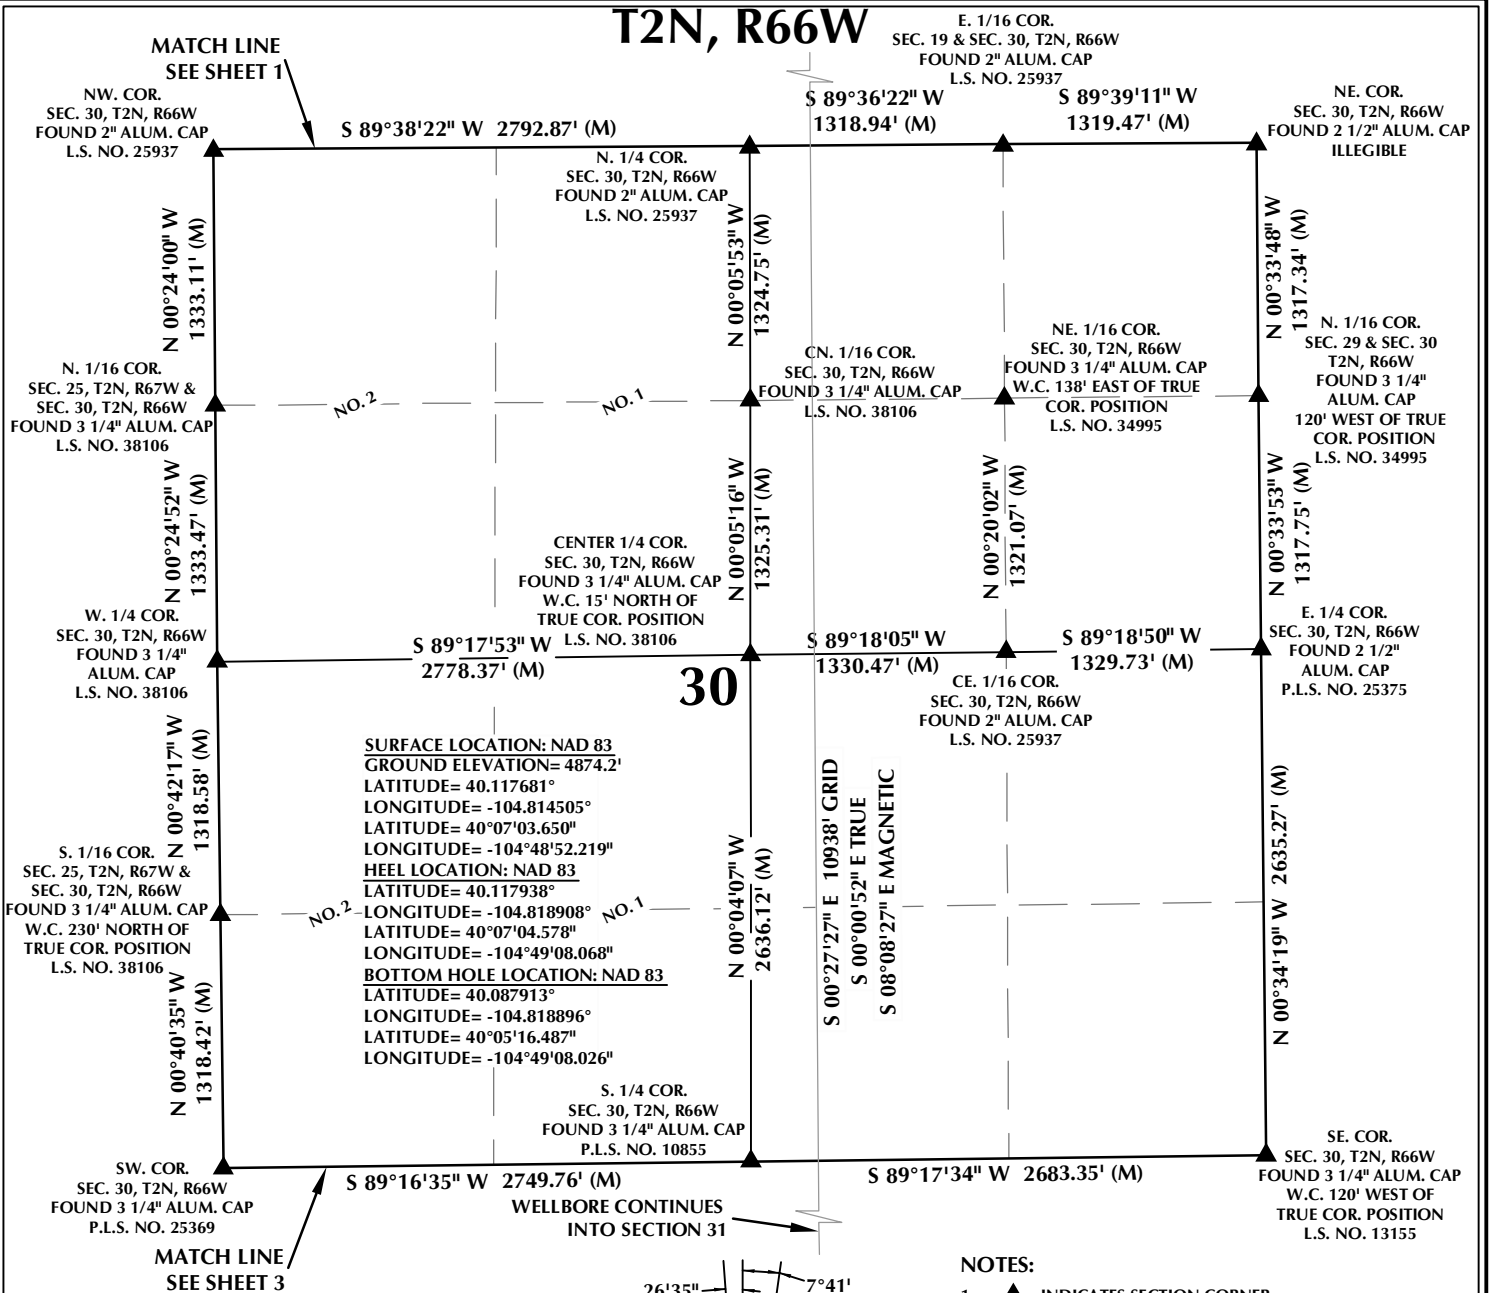 T2N, R66W
MATCH LINE
SEE SHEET 1
E. 1/16 COR.
SEC. 19 & SEC. 30, T2N, R66W
FOUND 2" ALUM. CAP
L.S. NO. 25937
NW. COR.
SEC. 30, T2N, R66W
FOUND 2" ALUM. CAP
L.S. NO. 25937
S 89°38'22" W 2792.87' (M)
S 89°36'22" W
1318.94' (M)
S 89°39'11" W
1319.47' (M)
NE. COR.
SEC. 30, T2N, R66W
FOUND 2 1/2" ALUM. CAP
ILLEGIBLE
N. 1/4 COR.
SEC. 30, T2N, R66W
FOUND 2" ALUM. CAP
L.S. NO. 25937
N 00°24'00" W
1333.11' (M)
N 00°05'53" W
1324.75' (M)
N 00°33'48" W
1317.34' (M)
N. 1/16 COR.
SEC. 25, T2N, R67W &
SEC. 30, T2N, R66W
FOUND 3 1/4" ALUM. CAP
L.S. NO. 38106
NO. 2
NO. 1
CN. 1/16 COR.
SEC. 30, T2N, R66W
FOUND 3 1/4" ALUM. CAP
L.S. NO. 38106
NE. 1/16 COR.
SEC. 30, T2N, R66W
FOUND 3 1/4" ALUM. CAP
W.C. 138' EAST OF TRUE
COR. POSITION
L.S. NO. 34995
N. 1/16 COR.
SEC. 29 & SEC. 30
T2N, R66W
FOUND 3 1/4"
ALUM. CAP
120' WEST OF TRUE
COR. POSITION
L.S. NO. 34995
N 00°24'52" W
1333.47' (M)
N 00°05'16" W
1325.31' (M)
N 00°20'02" W
1321.07' (M)
N 00°33'53" W
1317.75' (M)
CENTER 1/4 COR.
SEC. 30, T2N, R66W
FOUND 3 1/4" ALUM. CAP
W.C. 15' NORTH OF
TRUE COR. POSITION
L.S. NO. 38106
W. 1/4 COR.
SEC. 30, T2N, R66W
FOUND 3 1/4"
ALUM. CAP
L.S. NO. 38106
S 89°17'53" W
2778.37' (M)
30
S 89°18'05" W
1330.47' (M)
S 89°18'50" W
1329.73' (M)
E. 1/4 COR.
SEC. 30, T2N, R66W
FOUND 2 1/2"
ALUM. CAP
P.L.S. NO. 25375
CE. 1/16 COR.
SEC. 30, T2N, R66W
FOUND 2" ALUM. CAP
L.S. NO. 25937
N 00°42'17" W
1318.58' (M)
SURFACE LOCATION: NAD 83
GROUND ELEVATION= 4874.2'
LATITUDE= 40.117681°
LONGITUDE= -104.814505°
LATITUDE= 40°07'03.650"
LONGITUDE= -104°48'52.219"
HEEL LOCATION: NAD 83
LATITUDE= 40.117938°
LONGITUDE= -104.818908°
LATITUDE= 40°07'04.578"
LONGITUDE= -104°49'08.068"
BOTTOM HOLE LOCATION: NAD 83
LATITUDE= 40.087913°
LONGITUDE= -104.818896°
LATITUDE= 40°05'16.487"
LONGITUDE= -104°49'08.026"
N 00°04'07" W
2636.12' (M)
S 00°27'27" E 10938' GRID
S 00°00'52" E TRUE
S 08°08'27" E MAGNETIC
N 00°34'19" W 2635.27' (M)
S. 1/16 COR.
SEC. 25, T2N, R67W &
SEC. 30, T2N, R66W
FOUND 3 1/4" ALUM. CAP
W.C. 230' NORTH OF
TRUE COR. POSITION
L.S. NO. 38106
NO. 2
NO. 1
N 00°40'35" W
1318.42' (M)
S. 1/4 COR.
SEC. 30, T2N, R66W
FOUND 3 1/4" ALUM. CAP
P.L.S. NO. 10855
SW. COR.
SEC. 30, T2N, R66W
FOUND 3 1/4" ALUM. CAP
P.L.S. NO. 25369
S 89°16'35" W 2749.76' (M)
S 89°17'34" W 2683.35' (M)
SE. COR.
SEC. 30, T2N, R66W
FOUND 3 1/4" ALUM. CAP
W.C. 120' WEST OF
TRUE COR. POSITION
L.S. NO. 13155
WELLBORE CONTINUES
INTO SECTION 31
MATCH LINE
SEE SHEET 3
26'35"
7°41'
NOTES:
INDICATES SECTION CORNER